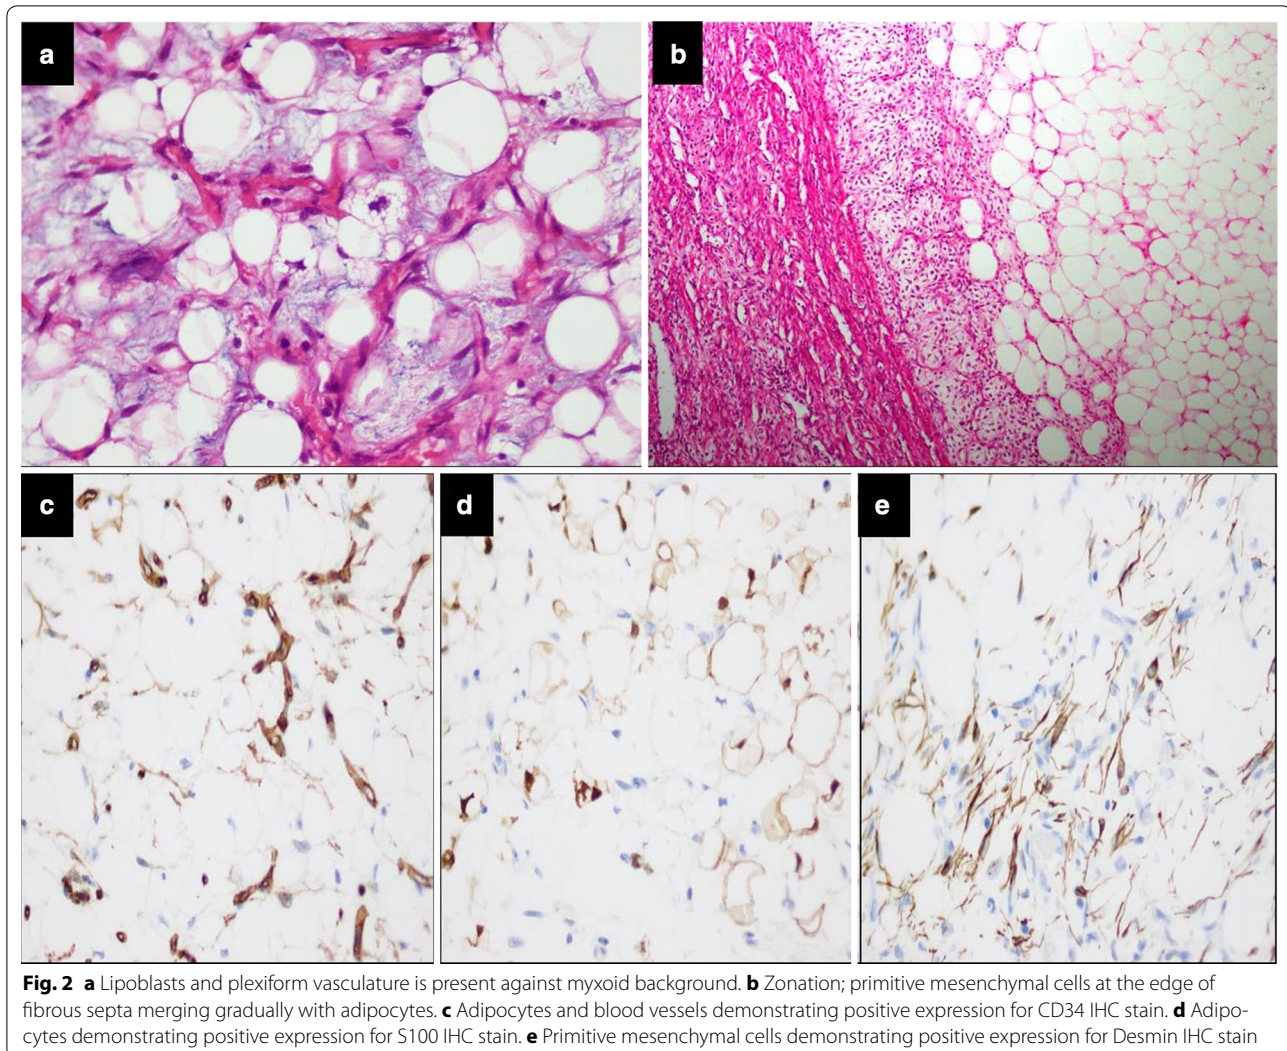 a
b
c
d
e
Fig. 2 a Lipoblasts and plexiform vasculature is present against myxoid background. b Zonation; primitive mesenchymal cells at the edge of
fibrous septa merging gradually with adipocytes. c Adipocytes and blood vessels demonstrating positive expression for CD34 IHC stain. d Adipo-
cytes demonstrating positive expression for S100 IHC stain. e Primitive mesenchymal cells demonstrating positive expression for Desmin IHC stain